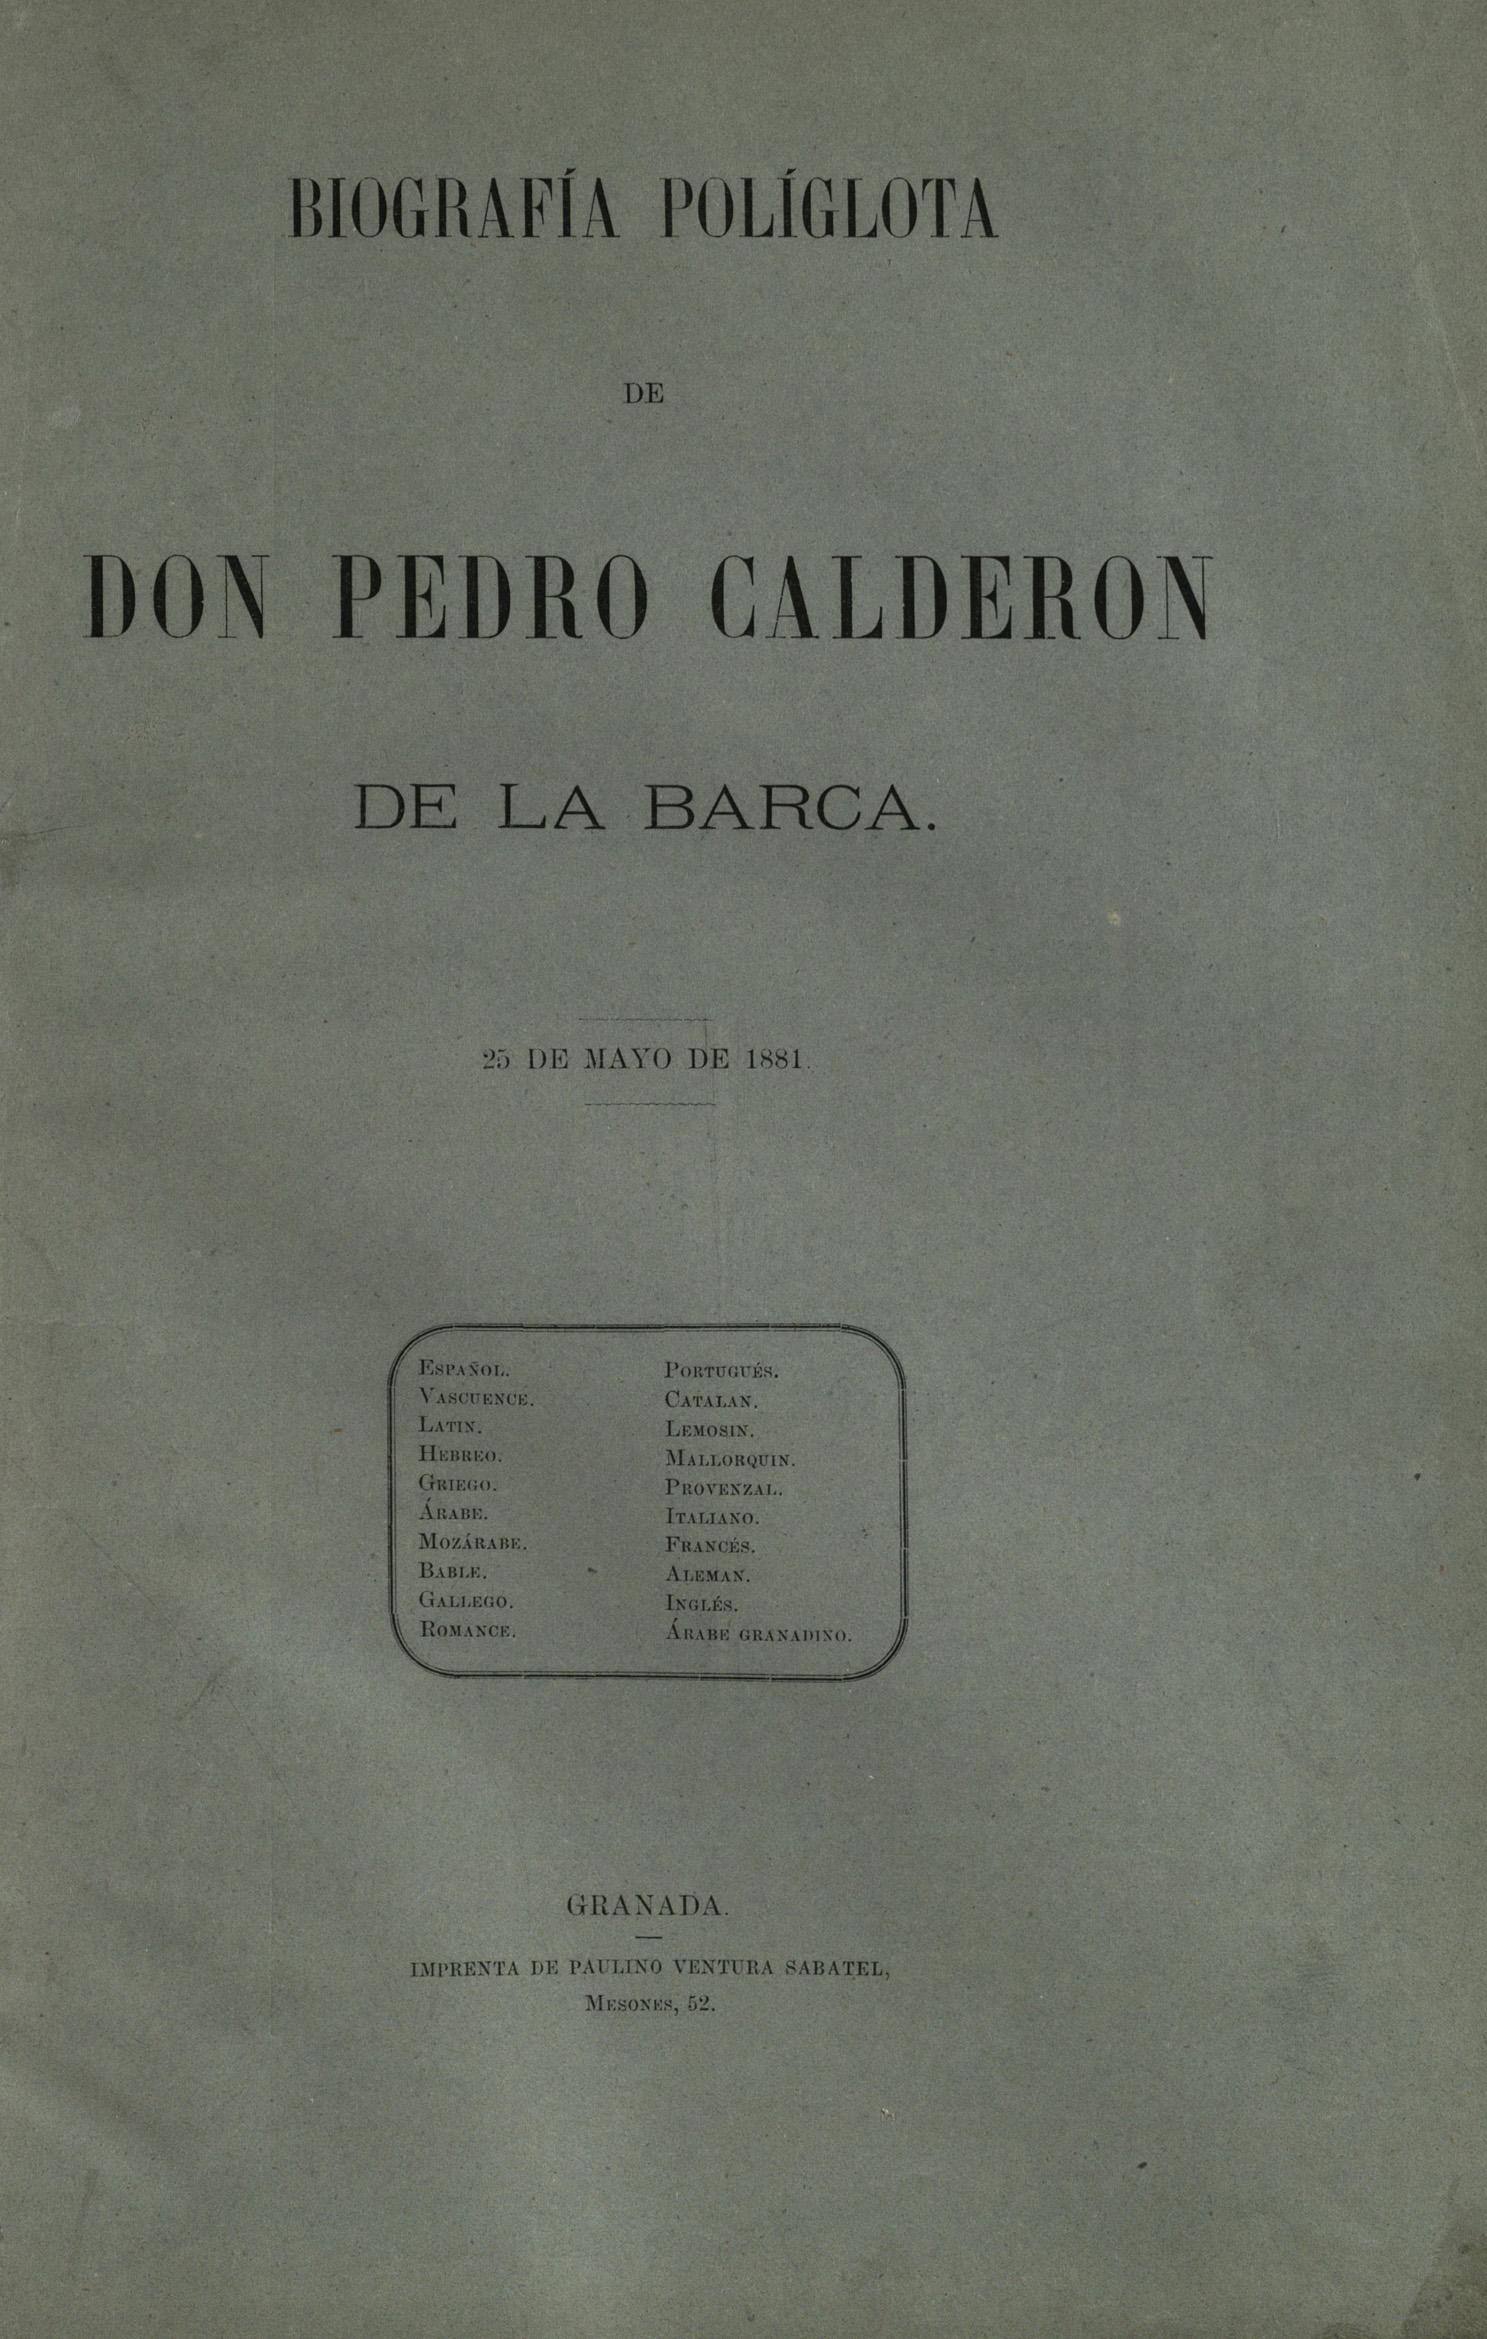 BIOGRAFÍA POLÍGLOTA
DE
DON PEDRO CALDERON
DE LA BARCA.
25 DE MAYO DE 1881.
ESPAÑOL.
VASCUENCE.
LATIN.
HEBREO.
GRIEGO.
ÁRABE.
MOZÁRABE.
BABLE.
GALLEGO.
ROMANCE.
PORTUGUÉS.
CATALAN.
LEMOSIN.
MALLORQUIN.
PROVENZAL.
ITALIANO.
FRANCÉS.
ALEMAN.
INGLÉS.
ÁRABE GRANADINO.
GRANADA.
IMPRENTA DE PAULINO VENTURA SABATEL,
MESONES, 52.